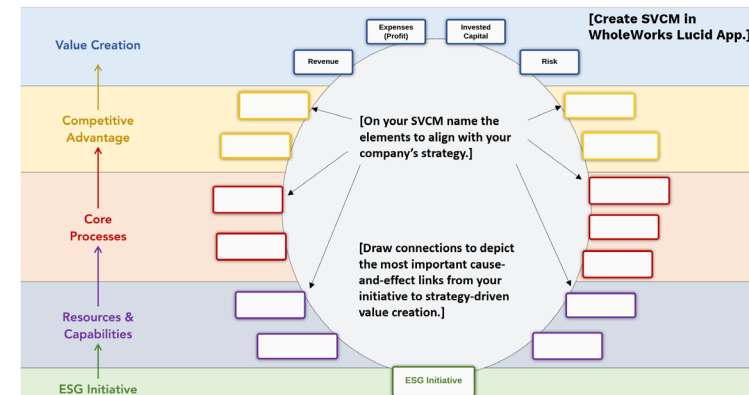 [Create SVCM in
WholeWorks Lucid App.]
Expenses
(Profit)
Invested
Capital
Value Creation
Revenue
Risk
Competitive
Advantage
[On your SVCM name the
elements to align with your
company's strategy.]
Core
Processes
[Draw connections to depict
the most important cause-
and-effect links from your
initiative to strategy-driven
value creation.]
Resources &
Capabilities
ESG Initiative
ESG Initiative